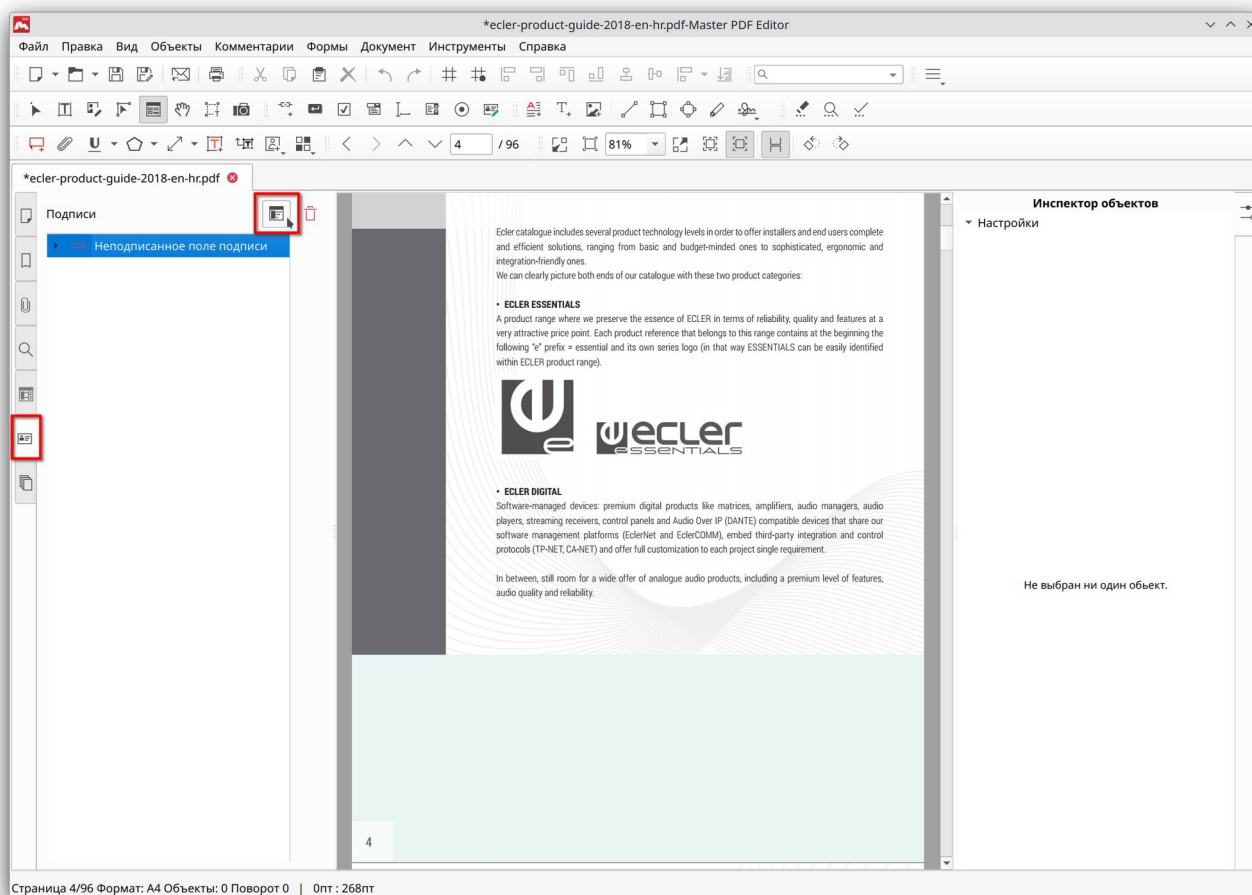 *ecler-product-guide-2018-en-hr.pdf-Master PDF Editor
Файл Правка Вид Объекты Комментарии Формы Документ Инструменты Справка
4 / 96 81%
*ecler-product-guide-2018-en-hr.pdf
Подписи
Неподписанное поле подписи
Ecler catalogue includes several product technology levels in order to offer installers and end users complete
and efficient solutions, ranging from basic and budget-minded ones to sophisticated, ergonomic and
integration-friendly ones.
We can clearly picture both ends of our catalogue with these two product categories:
• ECLER ESSENTIALS
A product range where we preserve the essence of ECLER in terms of reliability, quality and features at a
very attractive price point. Each product reference that belongs to this range contains at the beginning the
following "e" prefix = essential and its own series logo (in that way ESSENTIALS can be easily identified
within ECLER product range).
e
ecler
essentials
• ECLER DIGITAL
Software-managed devices: premium digital products like matrices, amplifiers, audio managers, audio
players, streaming receivers, control panels and Audio Over IP (DANTE) compatible devices that share our
software management platforms (EclerNet and EclerCOMM), embed third-party integration and control
protocols (TP-NET, CA-NET) and offer full customization to each project single requirement.
In between, still room for a wide offer of analogue audio products, including a premium level of features,
audio quality and reliability.
4
Инспектор объектов
Настройки
Не выбран ни один обьект.
Страница 4/96 Формат: A4 Объекты: 0 Поворот 0 | 0пт : 268пт